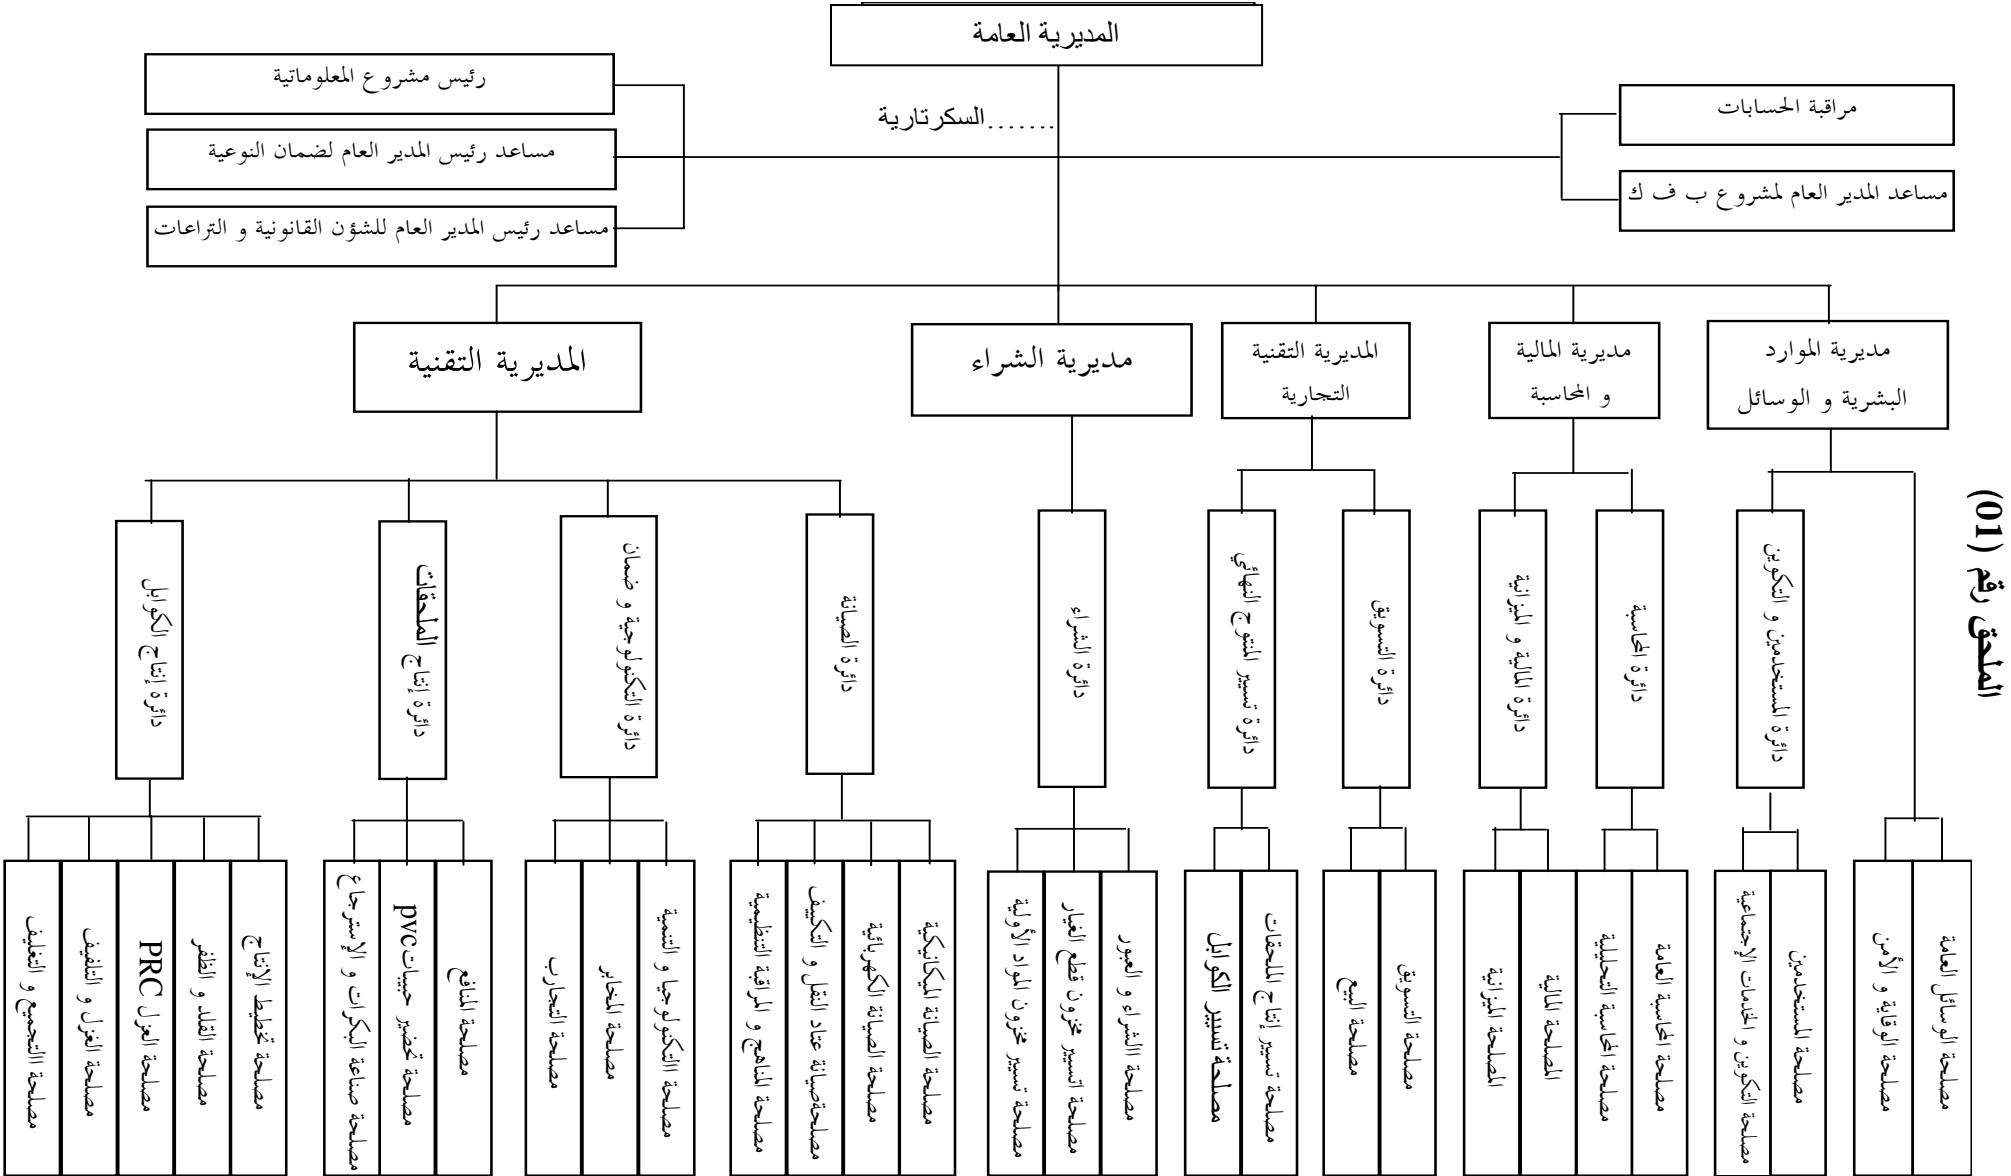 المديرية العامة
رئيس مشروع المعلوماتية
مراقبة الحسابات
السكرتارية.......
مساعد رئيس المدير العام لضمان النوعية
مساعد المدير العام لمشروع ب ف ك
مساعد رئيس المدير العام للشؤن القانونية و التراعات
مديرية الموارد
البشرية و الوسائل
مديرية المالية
و المحاسبة
المديرية التقنية
التجارية
مديرية الشراء
المديرية التقنية
الملحق رقم (01)
دائرة المستخدمين و التكوين
دائرة المحاسبة
دائرة المالية و الميزانية
دائرة التسويق
دائرة تسيير المنتوج النهائي
دائرة الشراء
دائرة الصيانة
دائرة التكنولوجية و ضمان
دائرة إنتاج الملحقات
دائرة إنتاج الكوابل
مصلحة الوسائل العامة
مصلحة الوقاية و الأمن
مصلحة المستخدمين
مصلحة التكوين و الخدمات الإجتماعية
مصلحة المحاسبة العامة
مصلحة المحاسبة التحليلية
المصلحة المالية
المصلحة الميزانية
مصلحة التسويق
مصلحة البيع
مصلحة تسيير إنتاج الملحقات
مصلحة تسيير الكوابل
مصلحة االشراء و العبور
مصلحة اتسيير مخزون قطع الغيار
مصلحة تسيير مخزون المواد الأولية
مصلحة الصيانة الميكانيكية
مصلحة الصيانة الكهربائية
مصلحةصيانة عتاد النقل و التكييف
مصلحة المناهج و المراقبة التنظيمية
مصلحة االتكنولوجيا و التنمية
مصلحة المخابر
مصلحة التجارب
مصلحة المنافع
مصلحة تحضير حبيبات pvc
مصلحة صناعة البكرات و الإسترجاع
مصلحة تخطيط الإنتاج
مصلحة القلد و الظفر
مصلحة العزل PRC
مصلحة الغزل و التلفيف
مصلحة االتجميع و التغليف